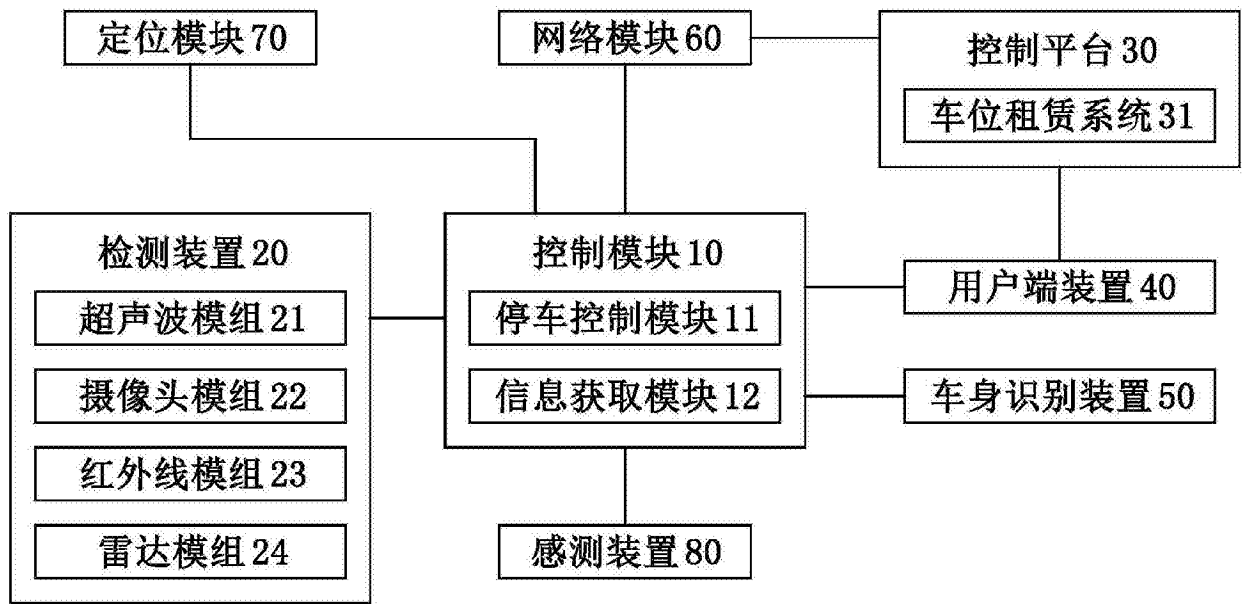 定位模块70
网络模块60
控制平台30
车位租赁系统31
检测装置20
超声波模组21
摄像头模组22
红外线模组23
雷达模组24
控制模块10
停车控制模块11
信息获取模块12
用户端装置40
车身识别装置50
感测装置80